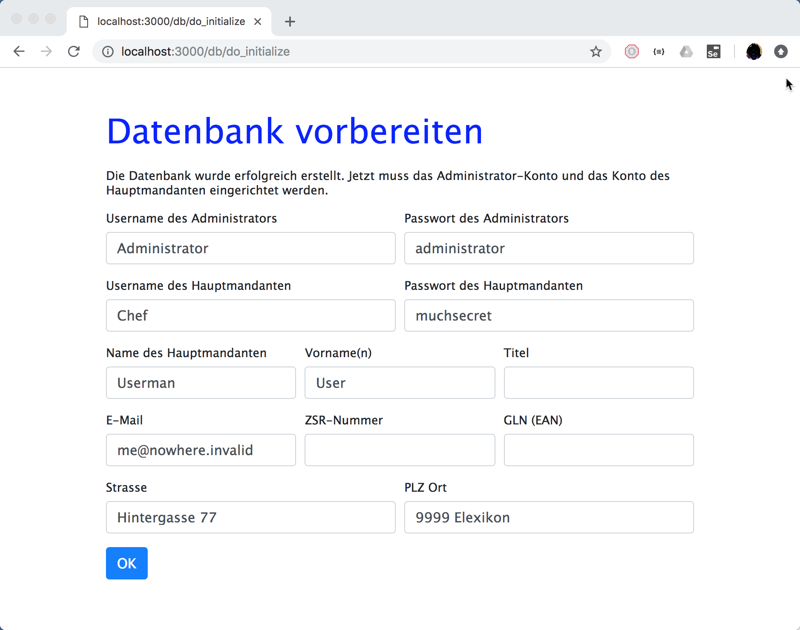 localhost:3000/db/do_initialize
localhost:3000/db/do_initialize
Se
Datenbank vorbereiten
Die Datenbank wurde erfolgreich erstellt. Jetzt muss das Administrator-Konto und das Konto des
Hauptmandanten eingerichtet werden.
Username des Administrators Passwort des Administrators
Administrator administrator
Username des Hauptmandanten Passwort des Hauptmandanten
Chef muchsecret
Name des Hauptmandanten Vorname(n) Titel
Userman User
E-Mail ZSR-Nummer GLN (EAN)
me@nowhere.invalid
Strasse PLZ Ort
Hintergasse 77 9999 Elexikon
OK